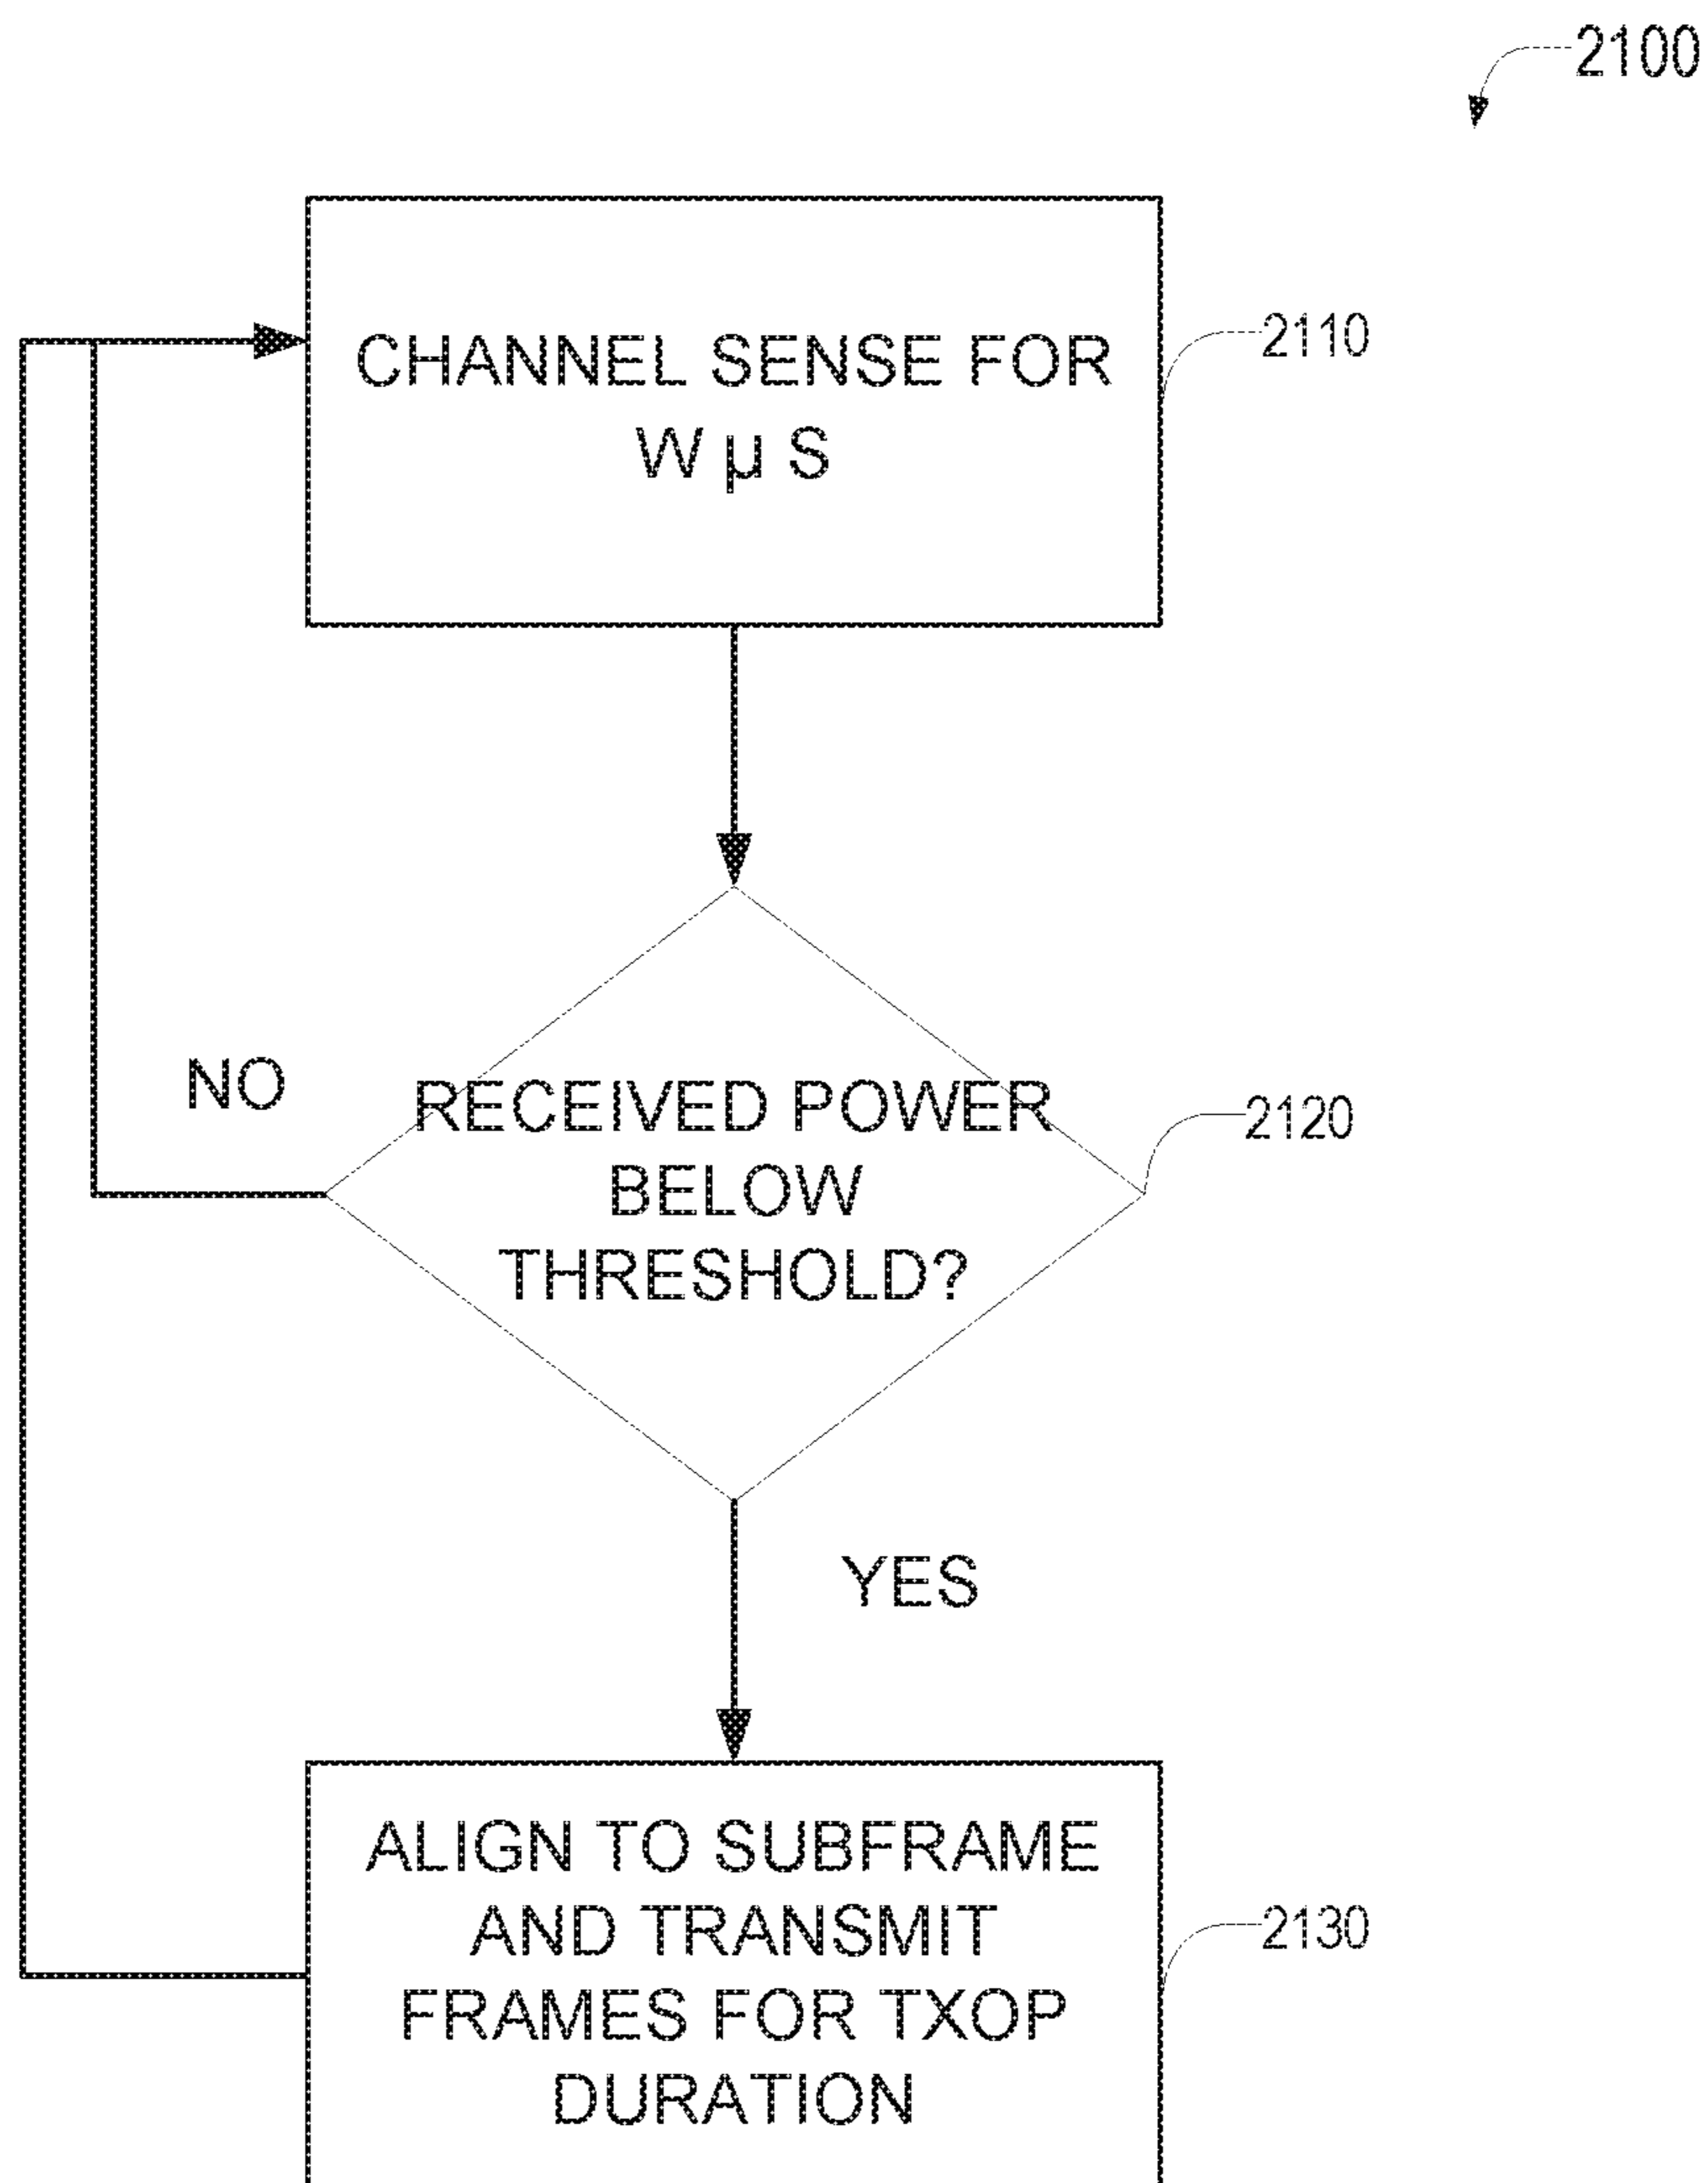 2100
CHANNEL SENSE FOR
W µ S
2110
NO
RECEIVED POWER
BELOW
THRESHOLD?
2120
YES
ALIGN TO SUBFRAME
AND TRANSMIT
FRAMES FOR TXOP
DURATION
2130